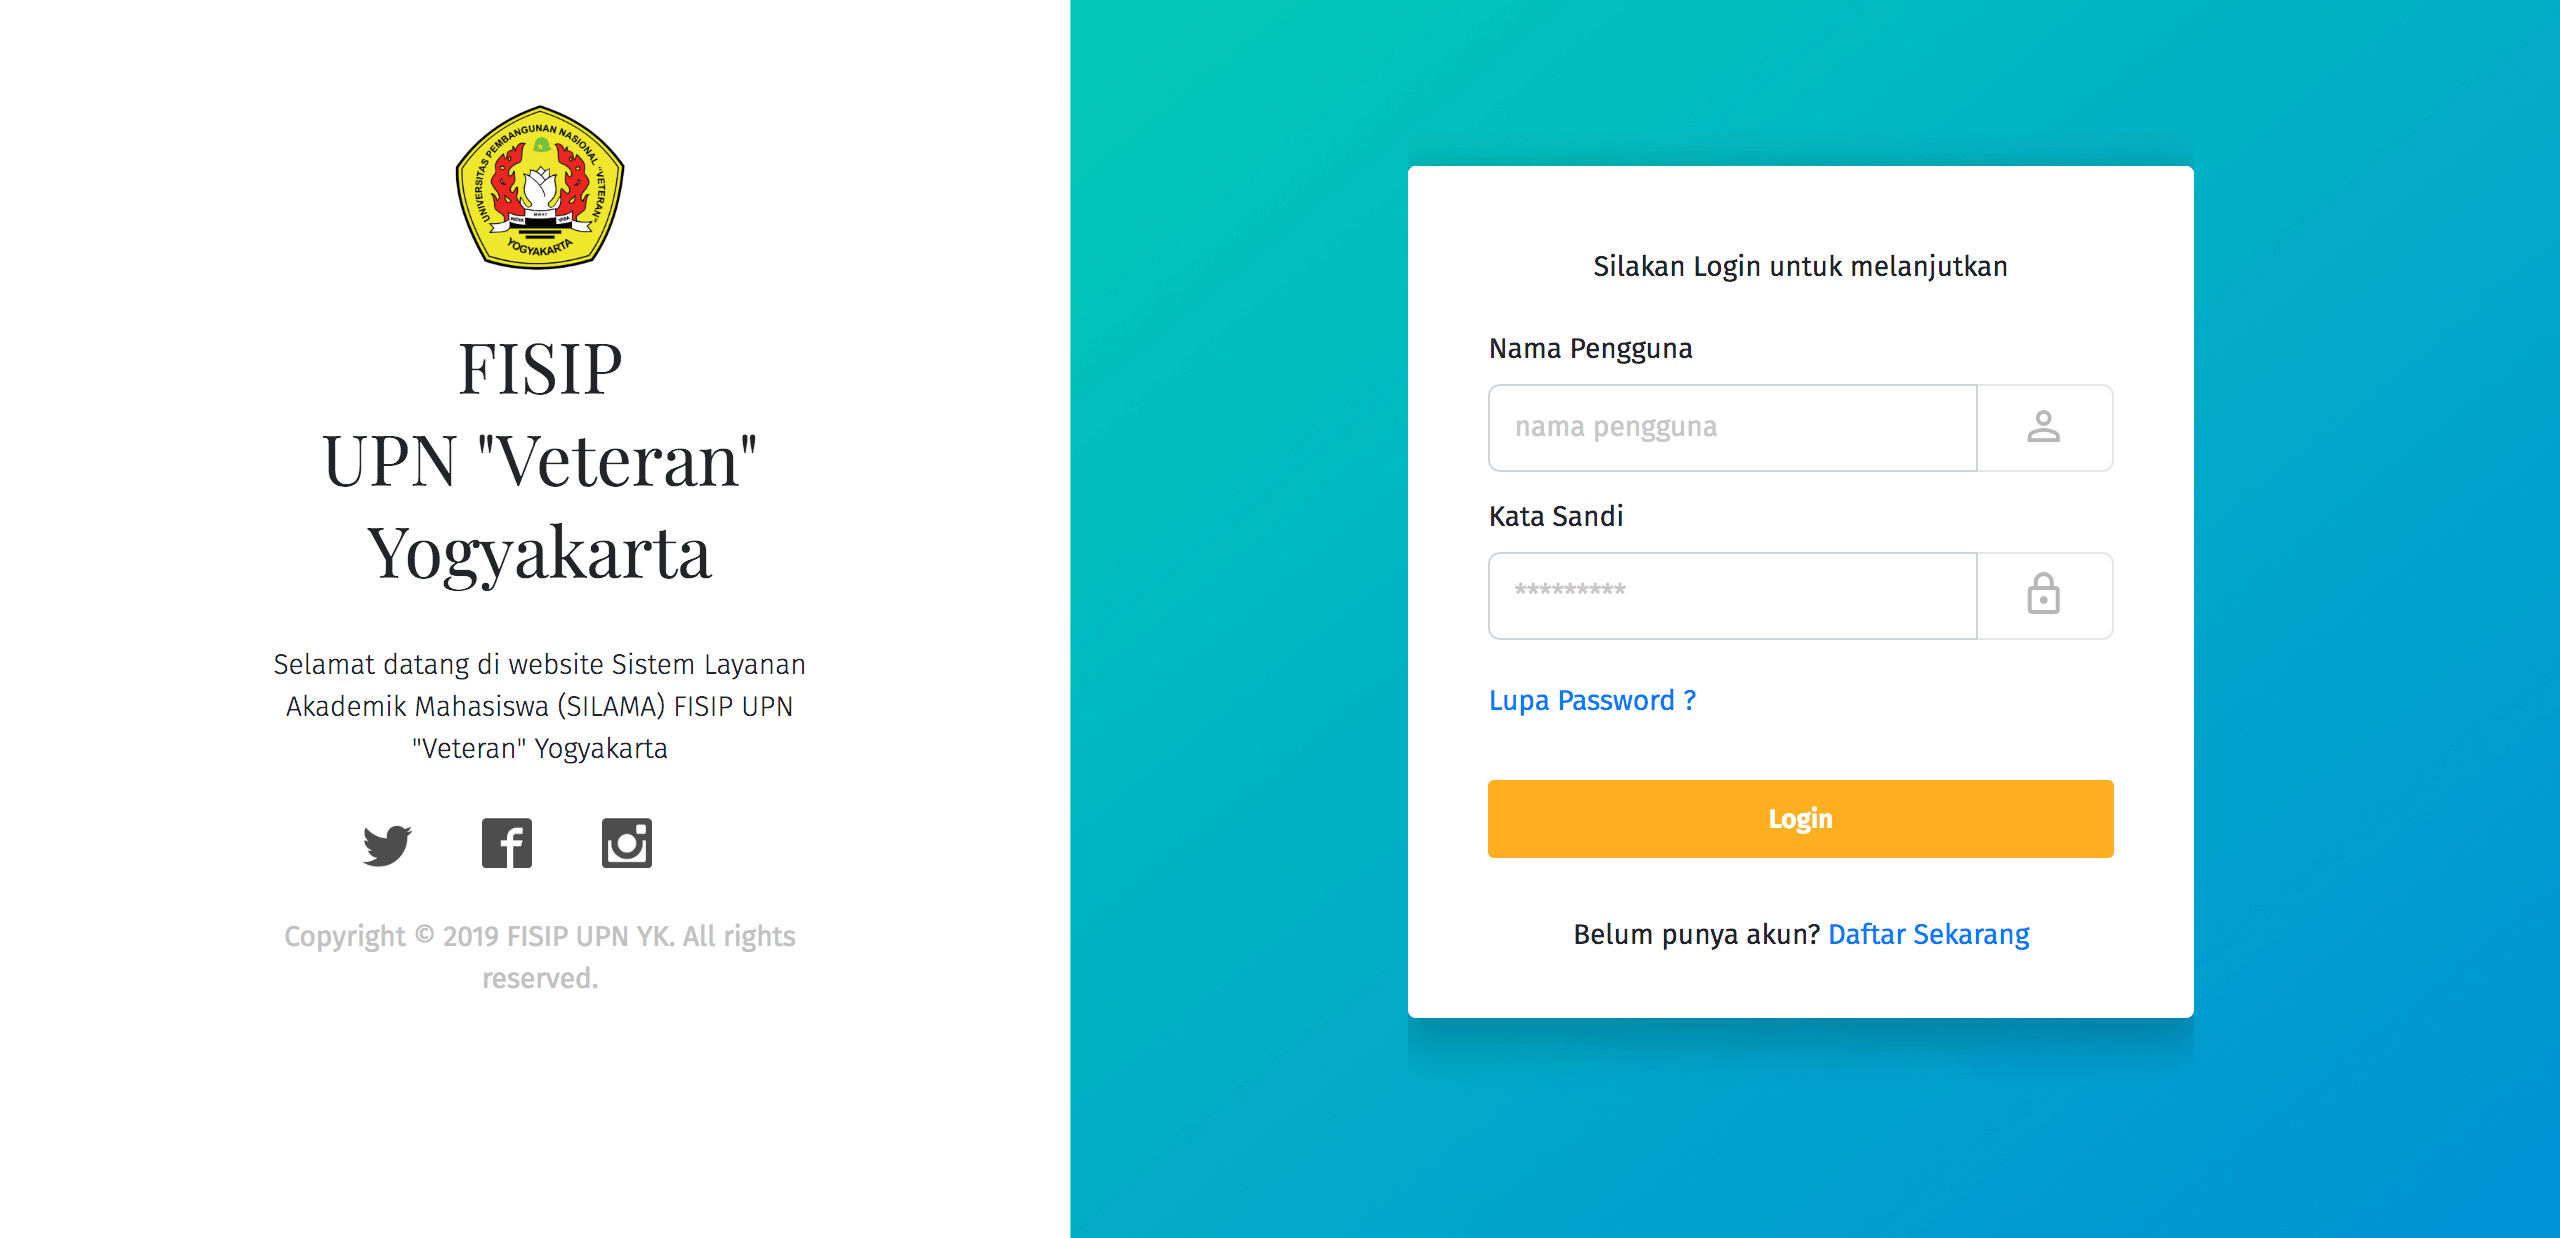 UNIVERSITAS PEMBANGUNAN NASIONAL "VETERAN"
YOGYAKARTA
FISIP
UPN "Veteran"
Yogyakarta
Selamat datang di website Sistem Layanan
Akademik Mahasiswa (SILAMA) FISIP UPN
"Veteran" Yogyakarta
Copyright © 2019 FISIP UPN YK. All rights
reserved.
Silakan Login untuk melanjutkan
Nama Pengguna
nama pengguna
Kata Sandi
*********
Lupa Password ?
Login
Belum punya akun? Daftar Sekarang